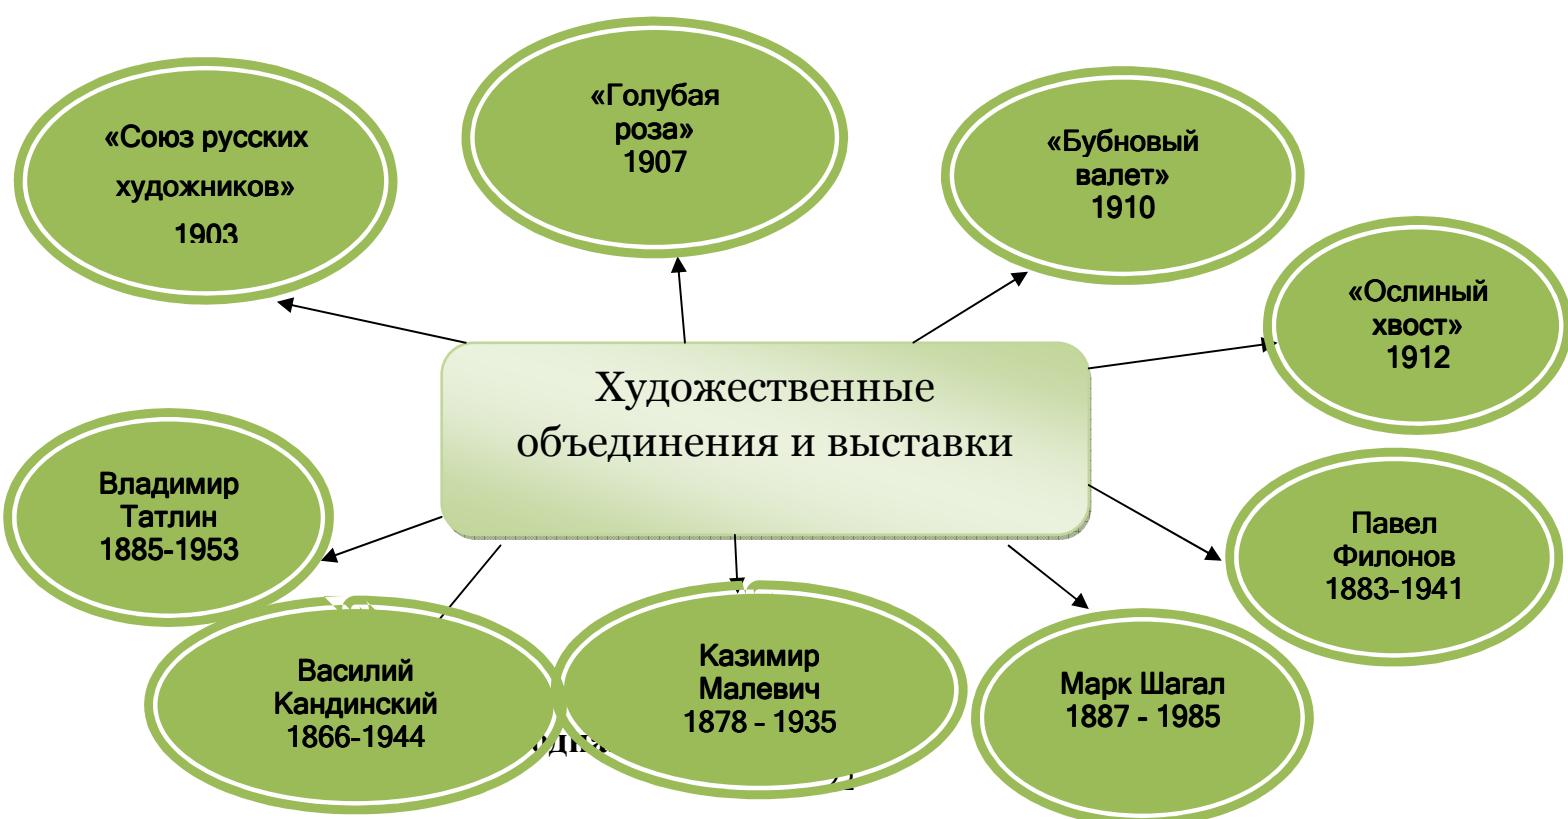 «Союз русских
художников»
1903
«Голубая
роза»
1907
«Бубновый
валет»
1910
«Ослиный
хвост»
1912
Художественные
объединения и выставки
Владимир
Татлин
1885-1953
Павел
Филонов
1883-1941
Василий
Кандинский
1866-1944
Казимир
Малевич
1878 - 1935
Марк Шагал
1887 - 1985